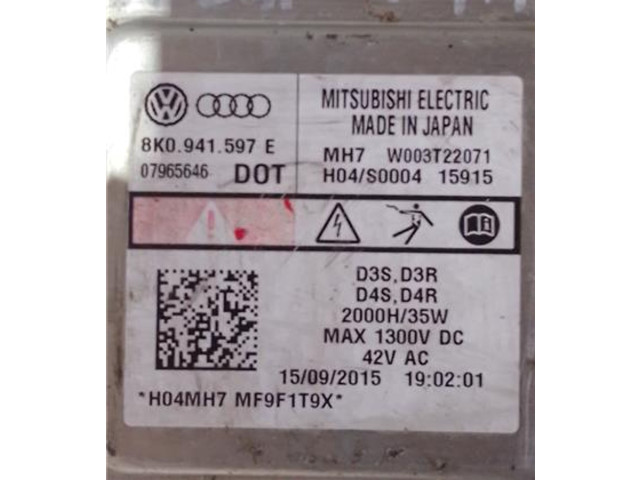 MITSUBISHI ELECTRIC
MADE IN JAPAN
8K0.941.597 E
07965646 DOT
MH7 W003T22071
H04/S0004 15915
D3S,D3R
D4S,D4R
2000H/35W
MAX 1300V DC
42V AC
15/09/2015 19:02:01
*H04MH7 MF9F1T9X*